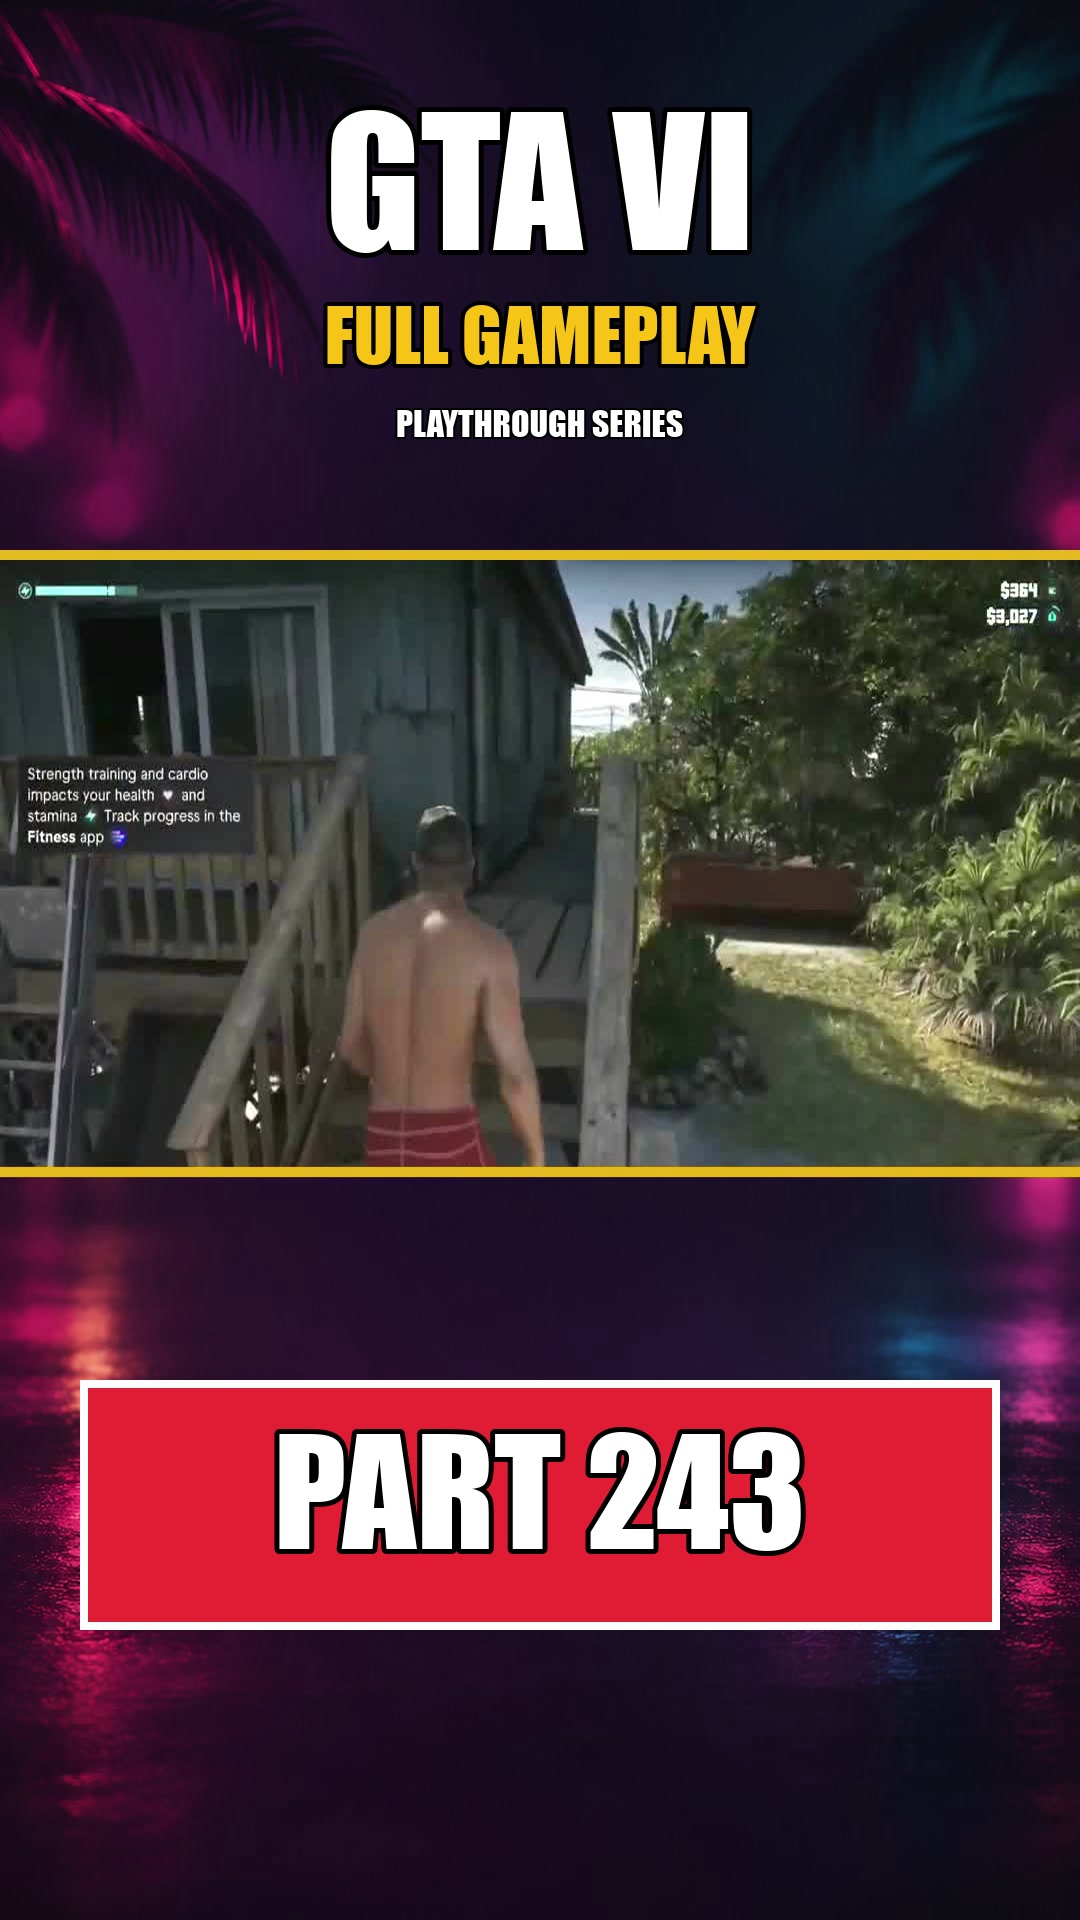 GTA VI
FULL GAMEPLAY
PLAYTHROUGH SERIES
$364
$3,027
Strength training and cardio
impacts your health and
stamina Track progress in the
Fitness app
PART 243